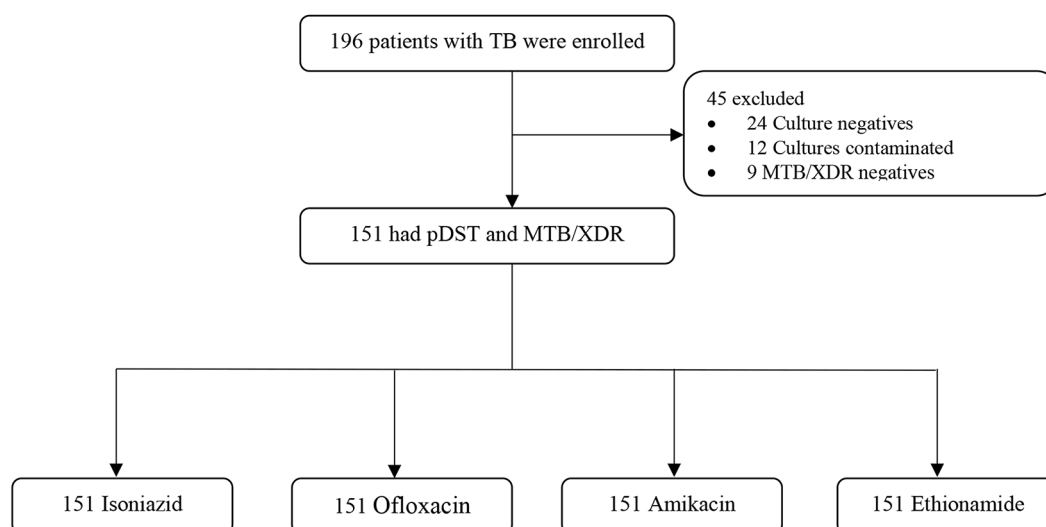 196 patients with TB were enrolled
45 excluded
• 24 Culture negatives
• 12 Cultures contaminated
• 9 MTB/XDR negatives
151 had pDST and MTB/XDR
151 Isoniazid
151 Ofloxacin
151 Amikacin
151 Ethionamide